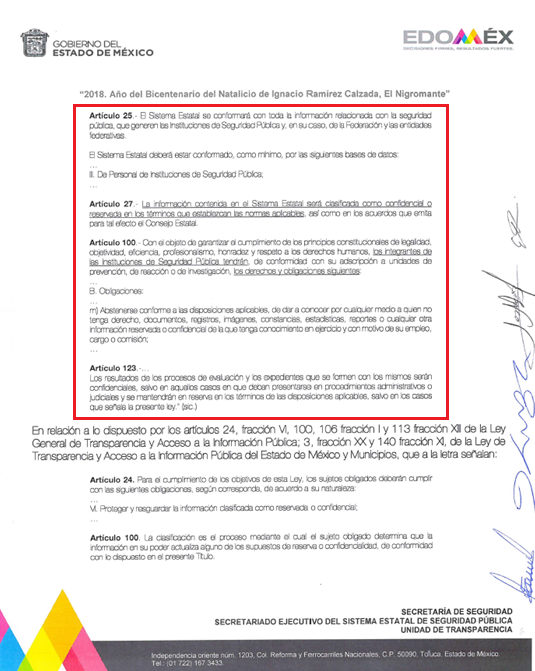 GOBIERNO DEL
ESTADO DE MÉXICO
EDOMÉX
DECISIONES FIRMES, RESULTADOS FUERTES.
“2018. Año del Bicentenario del Natalicio de Ignacio Ramírez Calzada, El Nigromante”
Artículo 25.- El Sistema Estatal se conformará con toda la información relacionada con la seguridad
pública, que generen las Instituciones de Seguridad Pública y, en su caso, de la Federación y las entidades
federativas.
El Sistema Estatal deberá estar conformado, como mínimo, por las siguientes bases de datos:
...
II. De Personal de Instituciones de Seguridad Pública;
...
Artículo 27.- La información contenida en el Sistema Estatal será clasificada como confidencial o
reservada en los términos que establezcan las normas aplicables, así como en los acuerdos que emita
para tal efecto el Consejo Estatal.
Artículo 100.- Con el objeto de garantizar el cumplimiento de los principios constitucionales de legalidad,
objetividad, eficiencia, profesionalismo, honradez y respeto a los derechos humanos, los integrantes de
las Instituciones de Seguridad Pública tendrán, de conformidad con su adscripción a unidades de
prevención, de reacción o de investigación, los derechos y obligaciones siguientes:
...
B. Obligaciones:
...
m) Abstenerse conforme a las disposiciones aplicables, de dar a conocer por cualquier medio a quien no
tenga derecho, documentos, registros, imágenes, constancias, estadísticas, reportes o cualquier otra
información reservada o confidencial de la que tenga conocimiento en ejercicio y con motivo de su empleo,
cargo o comisión;
...
Artículo 123.-...
Los resultados de los procesos de evaluación y los expedientes que se formen con los mismos serán
confidenciales, salvo en aquellos casos en que deban presentarse en procedimientos administrativos o
judiciales y se mantendrán en reserva en los términos de las disposiciones aplicables, salvo en los casos
que señala la presente ley.” (sic.)
En relación a lo dispuesto por los artículos 24, fracción VI, 100, 106 fracción I y 113 fracción XII de la Ley
General de Transparencia y Acceso a la Información Pública; 3, fracción XX y 140 fracción XI, de la Ley de
Transparencia y Acceso a la Información Pública del Estado de México y Municipios, que a la letra señalan:
Artículo 24. Para el cumplimiento de los objetivos de esta Ley, los sujetos obligados deberán cumplir
con las siguientes obligaciones, según corresponda, de acuerdo a su naturaleza:
...
VI. Proteger y resguardar la información clasificada como reservada o confidencial;
...
Artículo 100. La clasificación es el proceso mediante el cual el sujeto obligado determina que la
información en su poder actualiza alguno de los supuestos de reserva o confidencialidad, de conformidad
con lo dispuesto en el presente Título.
SECRETARÍA DE SEGURIDAD
SECRETARIADO EJECUTIVO DEL SISTEMA ESTATAL DE SEGURIDAD PÚBLICA
UNIDAD DE TRANSPARENCIA
Independencia oriente núm. 1203, Col. Reforma y Ferrocarriles Nacionales, C.P. 50090, Toluca, Estado de México.
Tel.: (01 722) 167 3433.